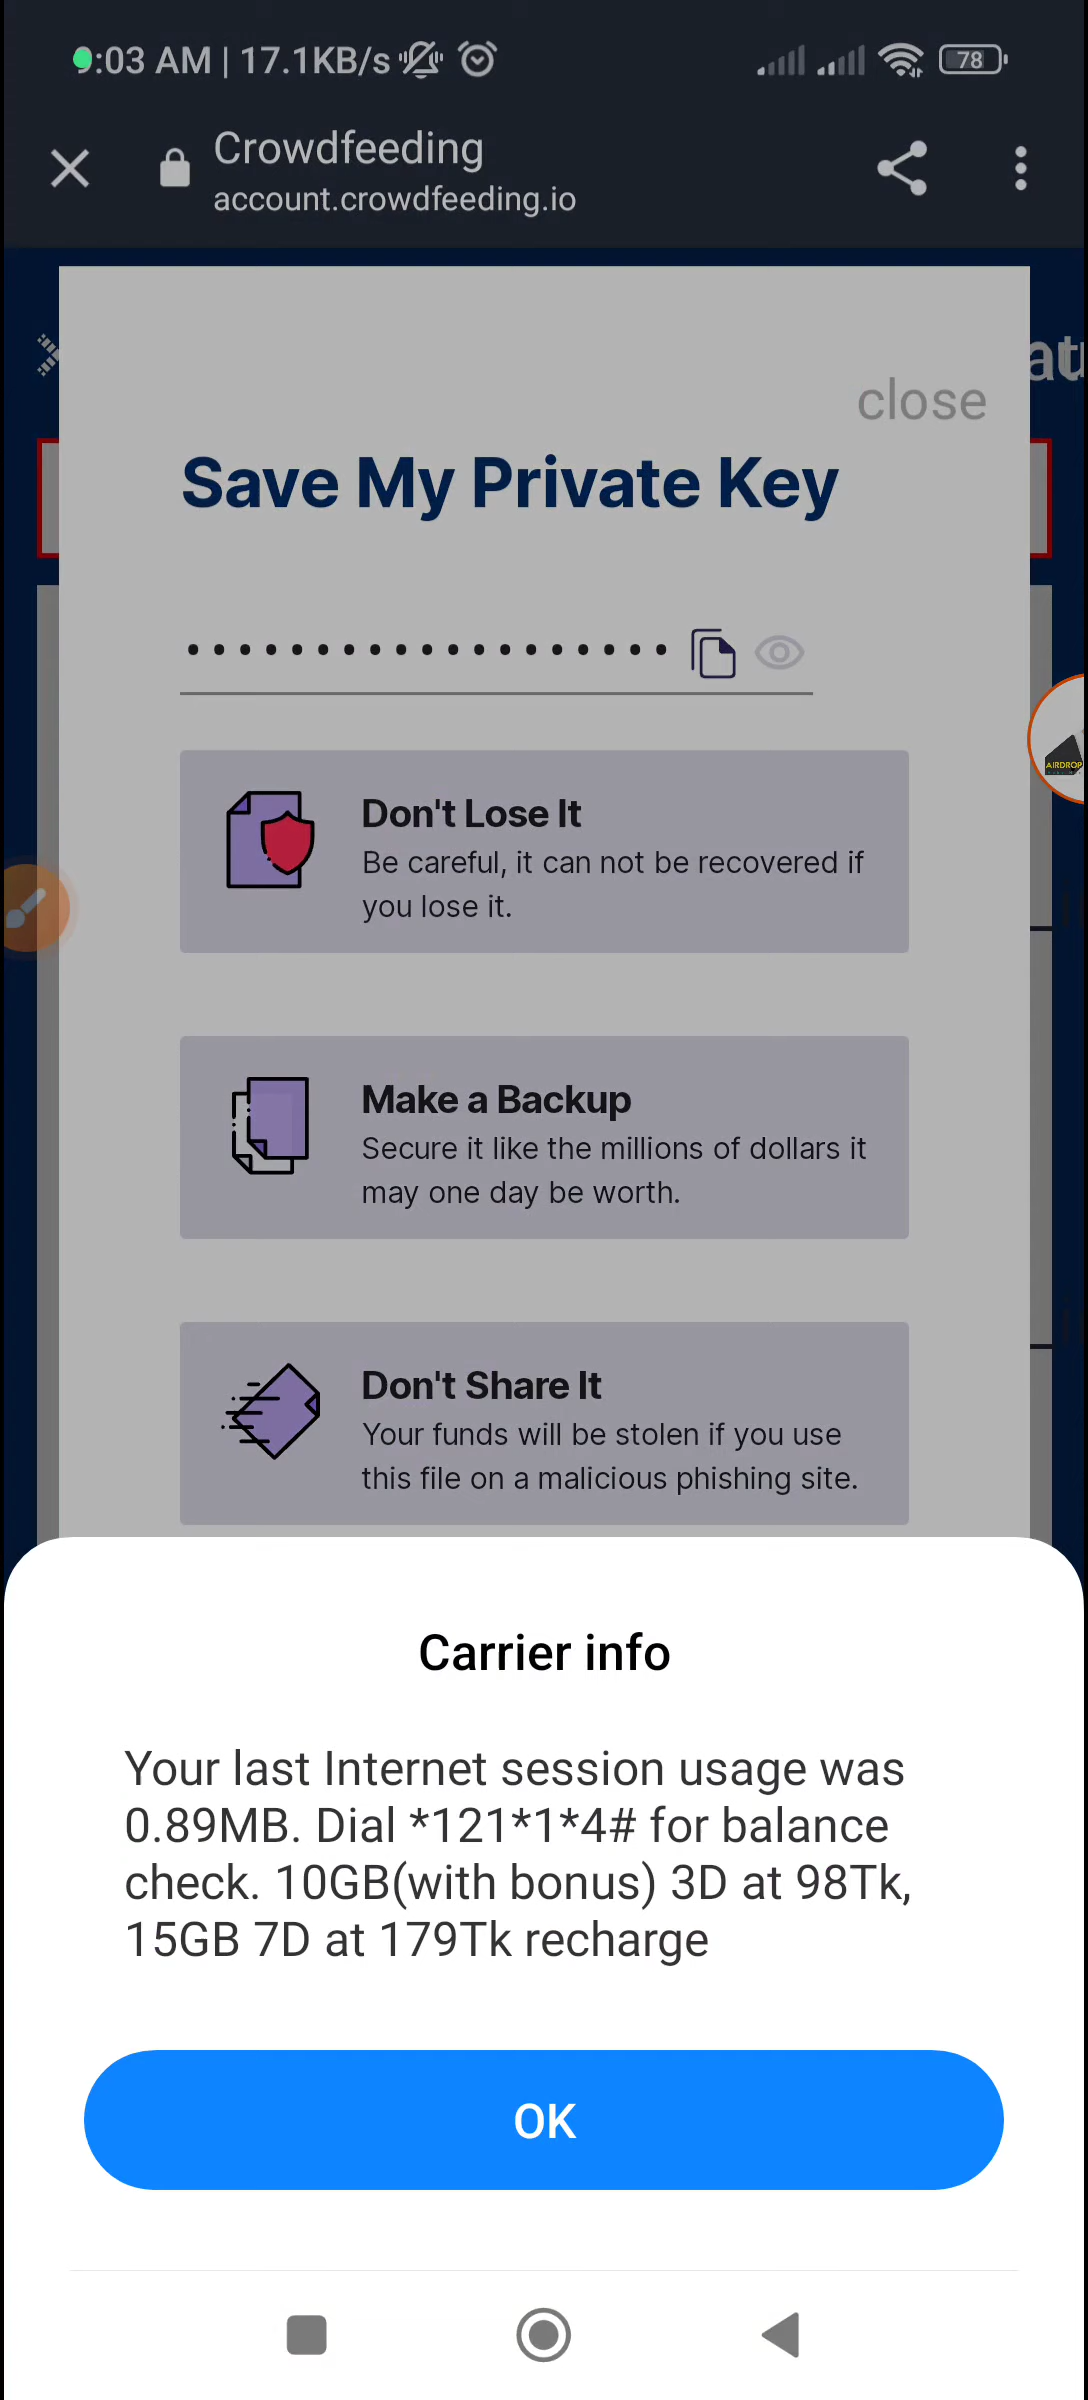 9:03 AM | 17.1KB/s
78
Crowdfeeding
account.crowdfeeding.io
close
Save My Private Key
AIRDROP
Don't Lose It
Be careful, it can not be recovered if
you lose it.
Make a Backup
Secure it like the millions of dollars it
may one day be worth.
Don't Share It
Your funds will be stolen if you use
this file on a malicious phishing site.
Carrier info
Your last Internet session usage was
0.89MB. Dial *121*1*4# for balance
check. 10GB(with bonus) 3D at 98Tk,
15GB 7D at 179Tk recharge
OK